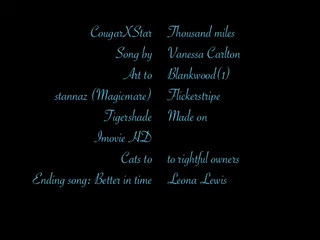 CougarXStar Thousand miles
Song by Vanessa Carlton
Art to Blankwood(1)
stannaz (Magicmare) Flickerstripe
Tigershade Made on
Imovie HD
Cats to to rightful owners
Ending song: Better in time Leona Lewis